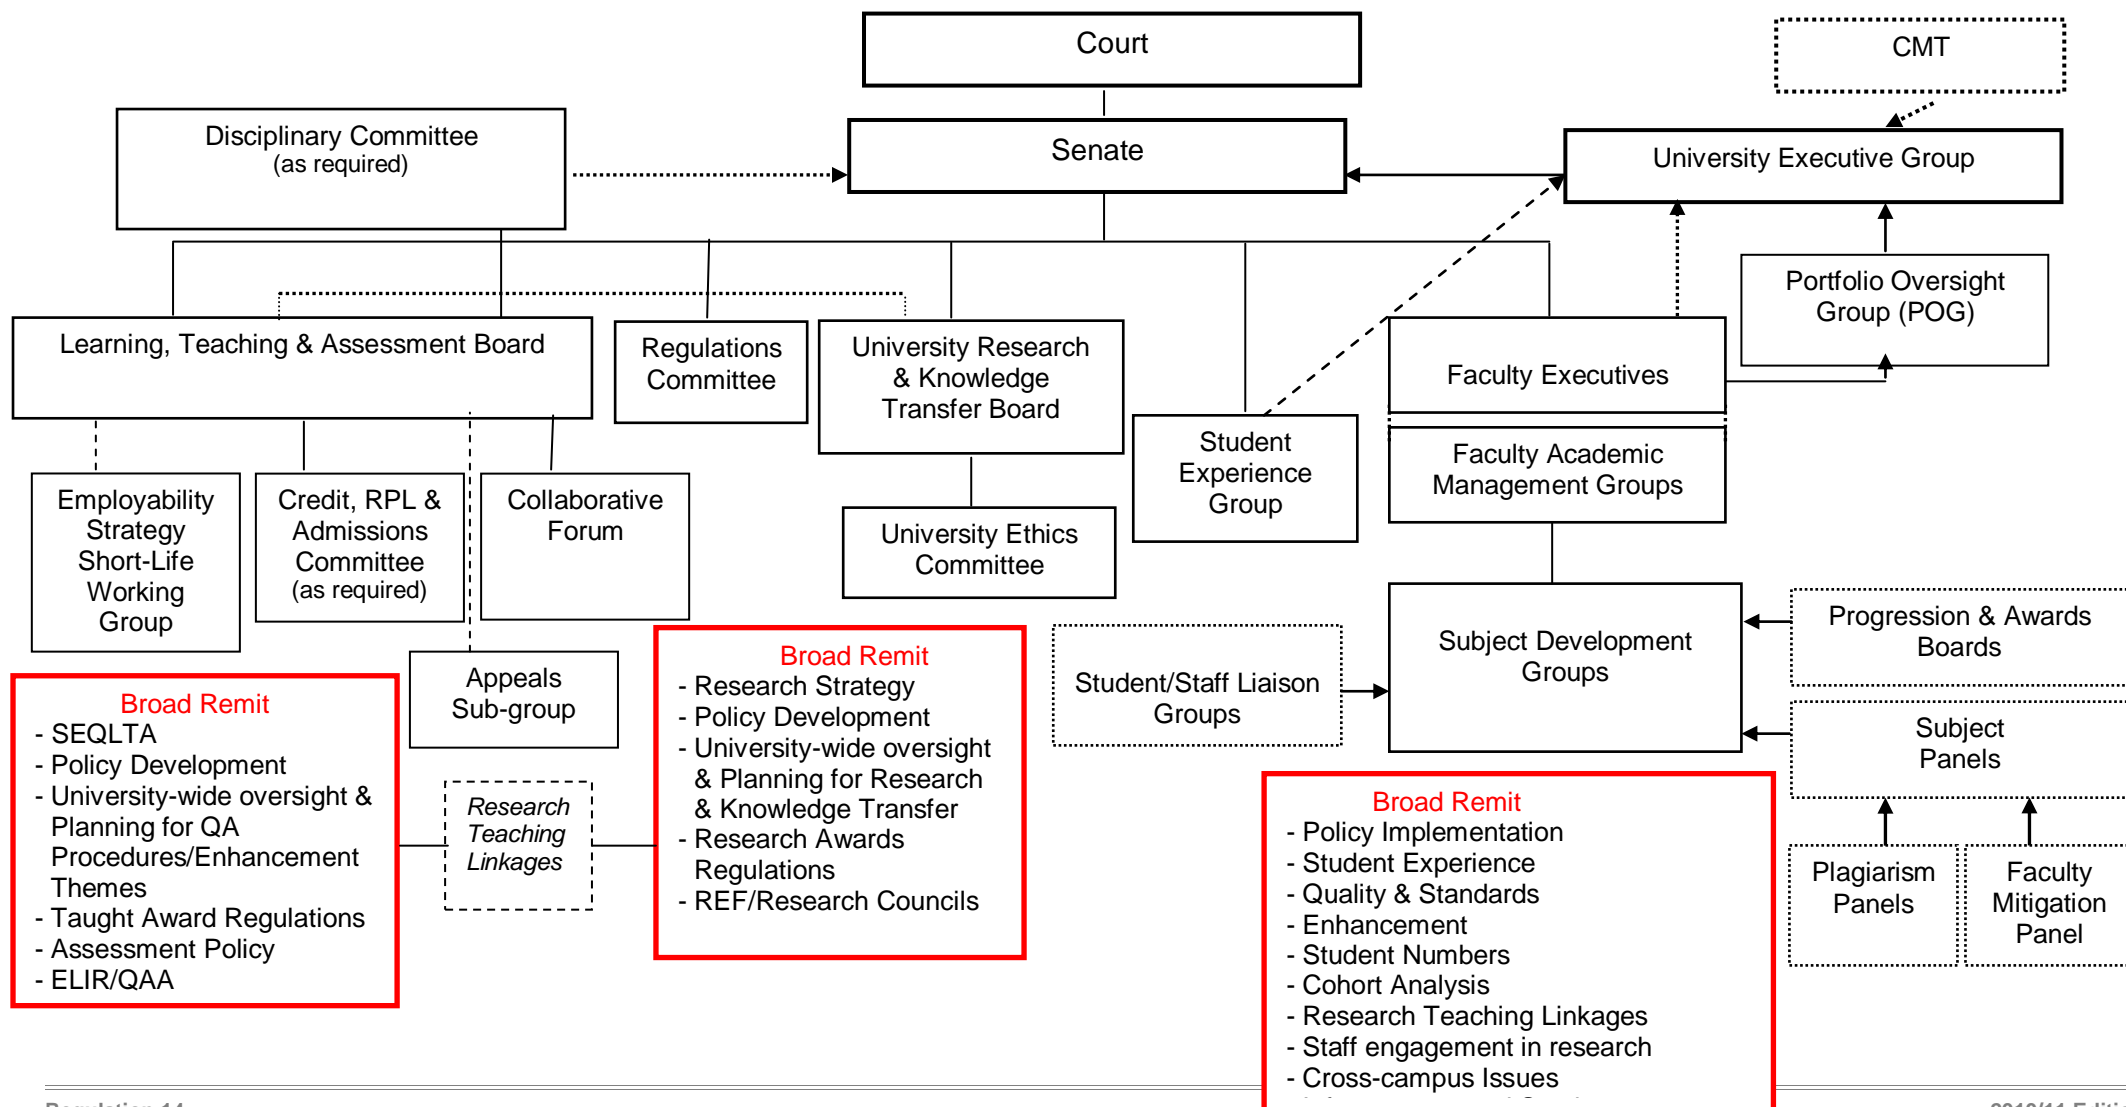 Court
CMT
Disciplinary Committee
(as required)
Senate
University Executive Group
Portfolio Oversight
Group (POG)
Learning, Teaching & Assessment Board
Regulations
Committee
University Research
& Knowledge
Transfer Board
Faculty Executives
Student
Experience
Group
Faculty Academic
Management Groups
Employability
Strategy
Short-Life
Working
Group
Credit, RPL &
Admissions
Committee
(as required)
Collaborative
Forum
University Ethics
Committee
Appeals
Sub-group
Student/Staff Liaison
Groups
Subject Development
Groups
Progression & Awards
Boards
Subject
Panels
Plagiarism
Panels
Faculty
Mitigation
Panel
Broad Remit
- SEQLTA
- Policy Development
- University-wide oversight &
Planning for QA
Procedures/Enhancement
Themes
- Taught Award Regulations
- Assessment Policy
- ELIR/QAA
Research
Teaching
Linkages
Broad Remit
- Research Strategy
- Policy Development
- University-wide oversight
& Planning for Research
& Knowledge Transfer
- Research Awards
Regulations
- REF/Research Councils
Broad Remit
- Policy Implementation
- Student Experience
- Quality & Standards
- Enhancement
- Student Numbers
- Cohort Analysis
- Research Teaching Linkages
- Staff engagement in research
- Cross-campus Issues